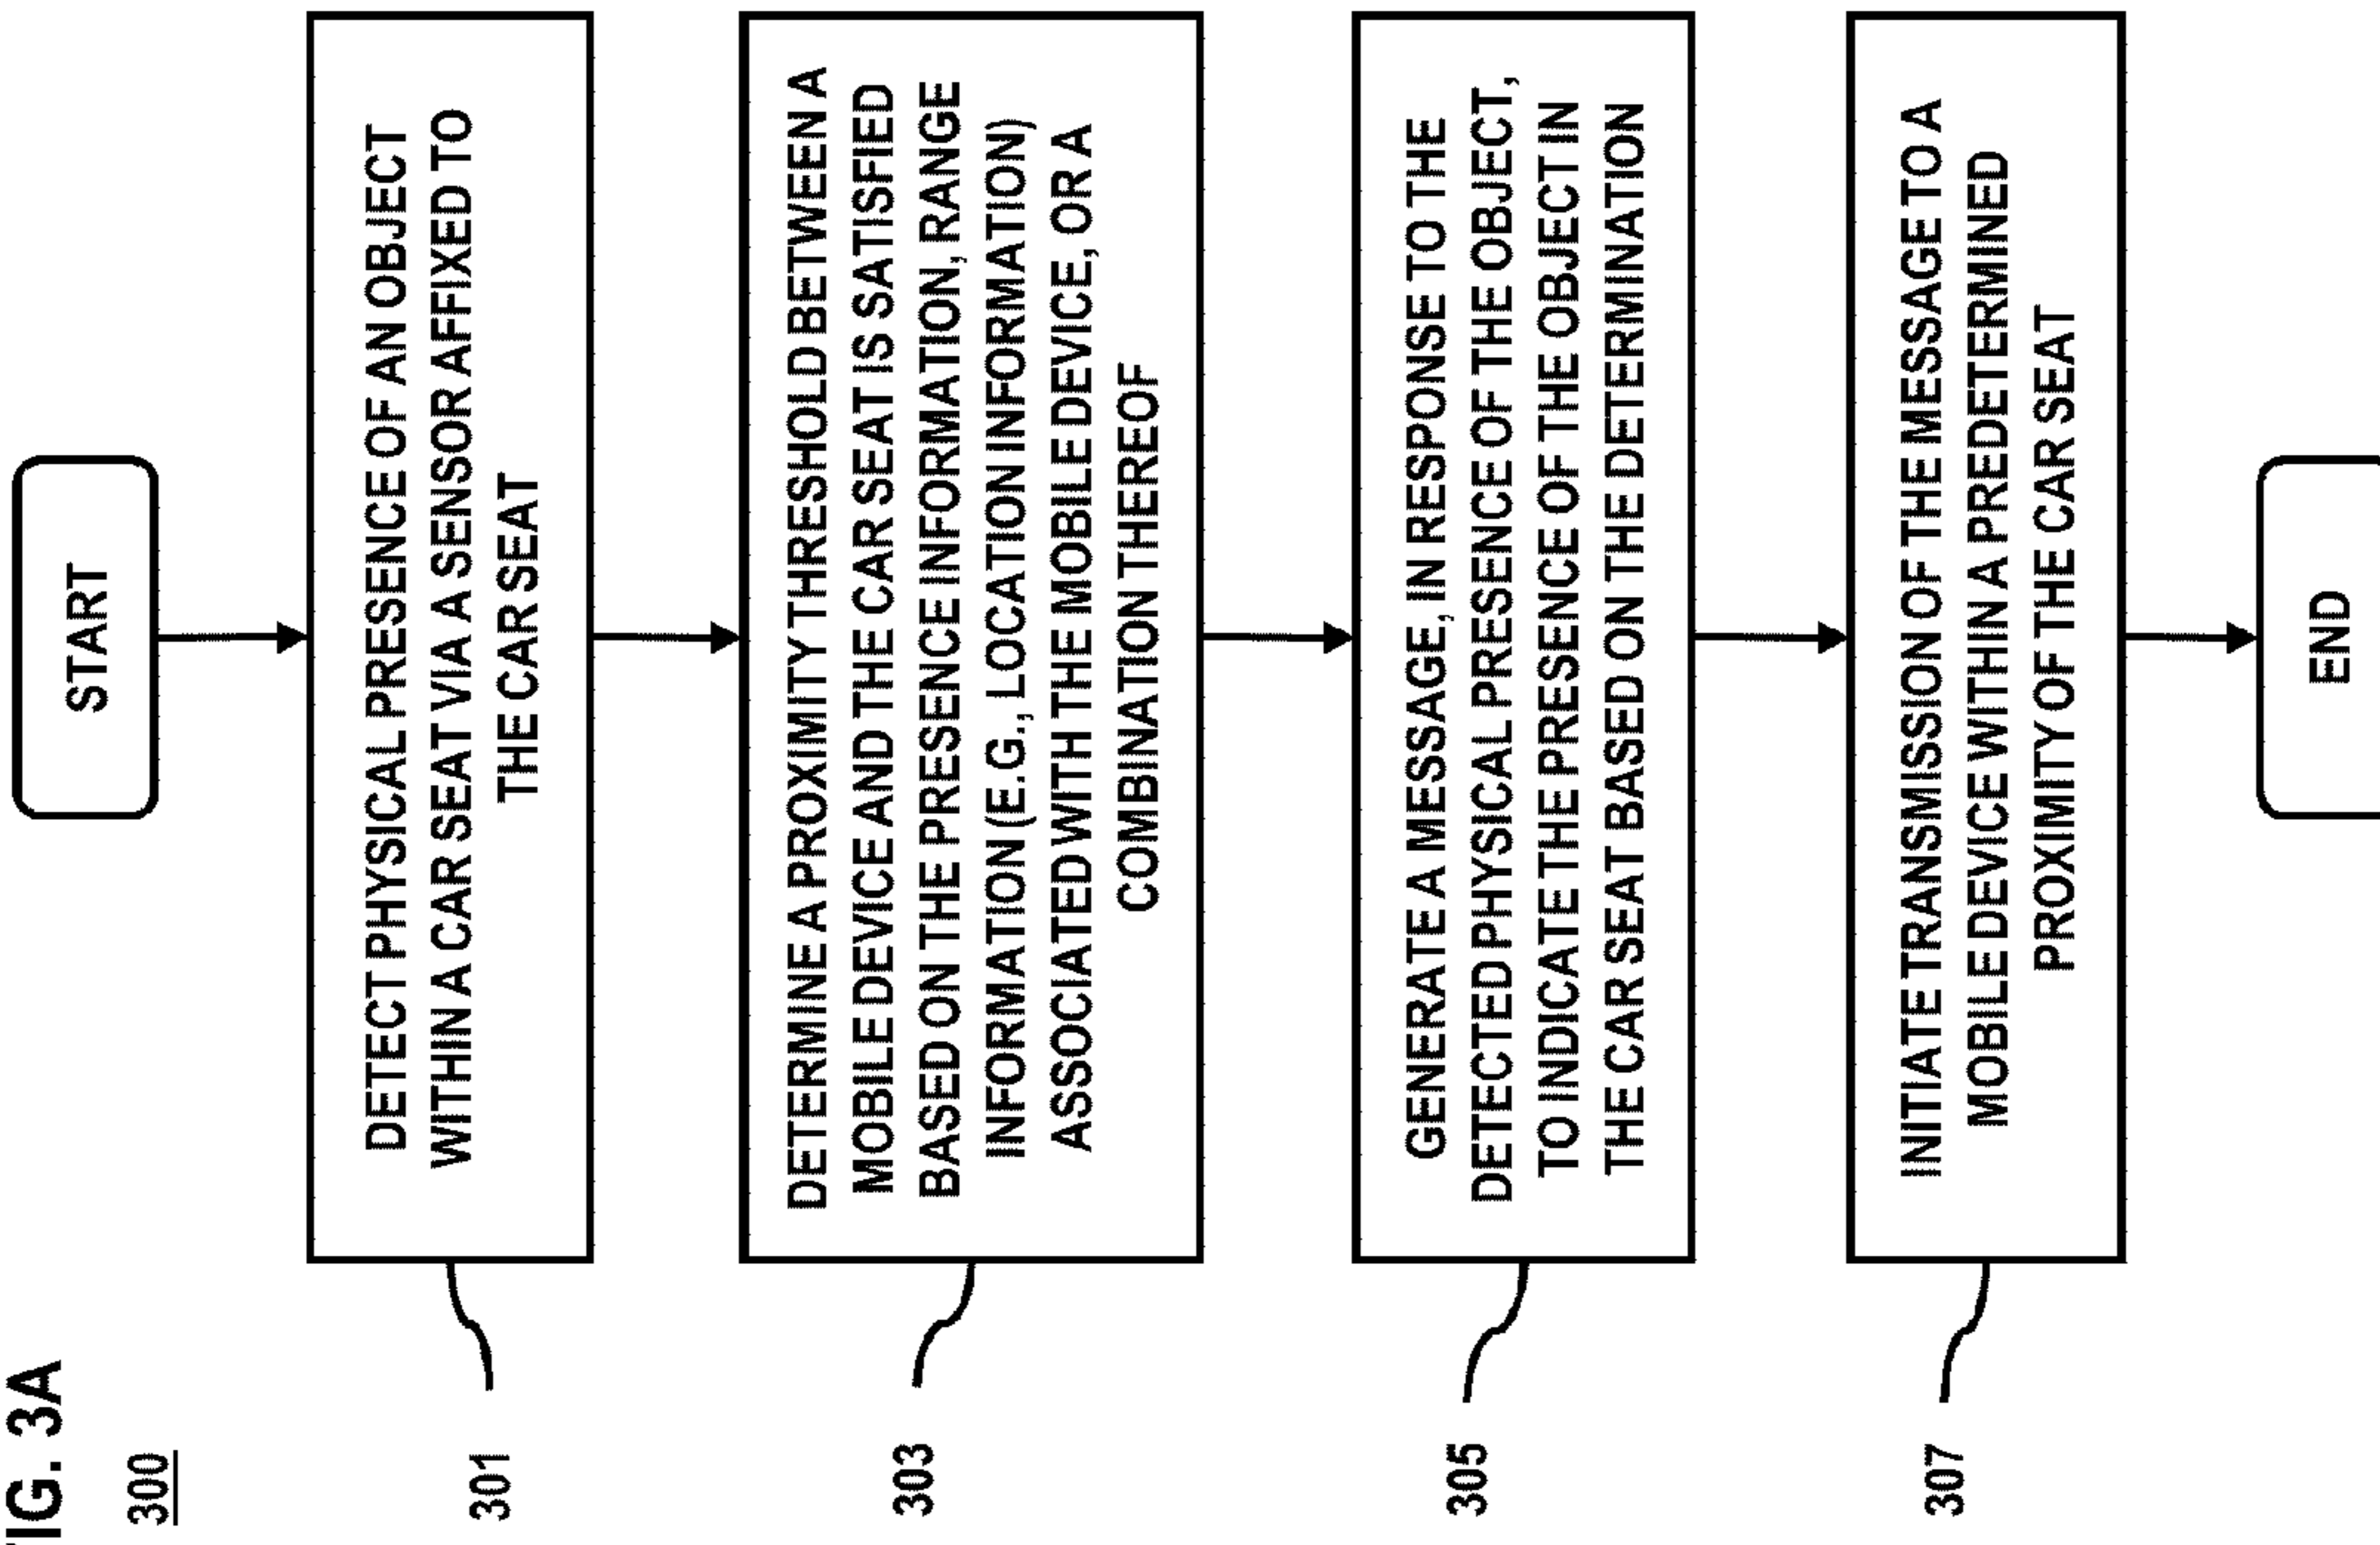 FIG. 3A
300
START
301
DETECT PHYSICAL PRESENCE OF AN OBJECT
WITHIN A CAR SEAT VIA A SENSOR AFFIXED TO
THE CAR SEAT
303
DETERMINE A PROXIMITY THRESHOLD BETWEEN A
MOBILE DEVICE AND THE CAR SEAT IS SATISFIED
BASED ON THE PRESENCE INFORMATION, RANGE
INFORMATION (E.G., LOCATION INFORMATION)
ASSOCIATED WITH THE MOBILE DEVICE, OR A
COMBINATION THEREOF
305
GENERATE A MESSAGE, IN RESPONSE TO THE
DETECTED PHYSICAL PRESENCE OF THE OBJECT,
TO INDICATE THE PRESENCE OF THE OBJECT IN
THE CAR SEAT BASED ON THE DETERMINATION
307
INITIATE TRANSMISSION OF THE MESSAGE TO A
MOBILE DEVICE WITHIN A PREDETERMINED
PROXIMITY OF THE CAR SEAT
END